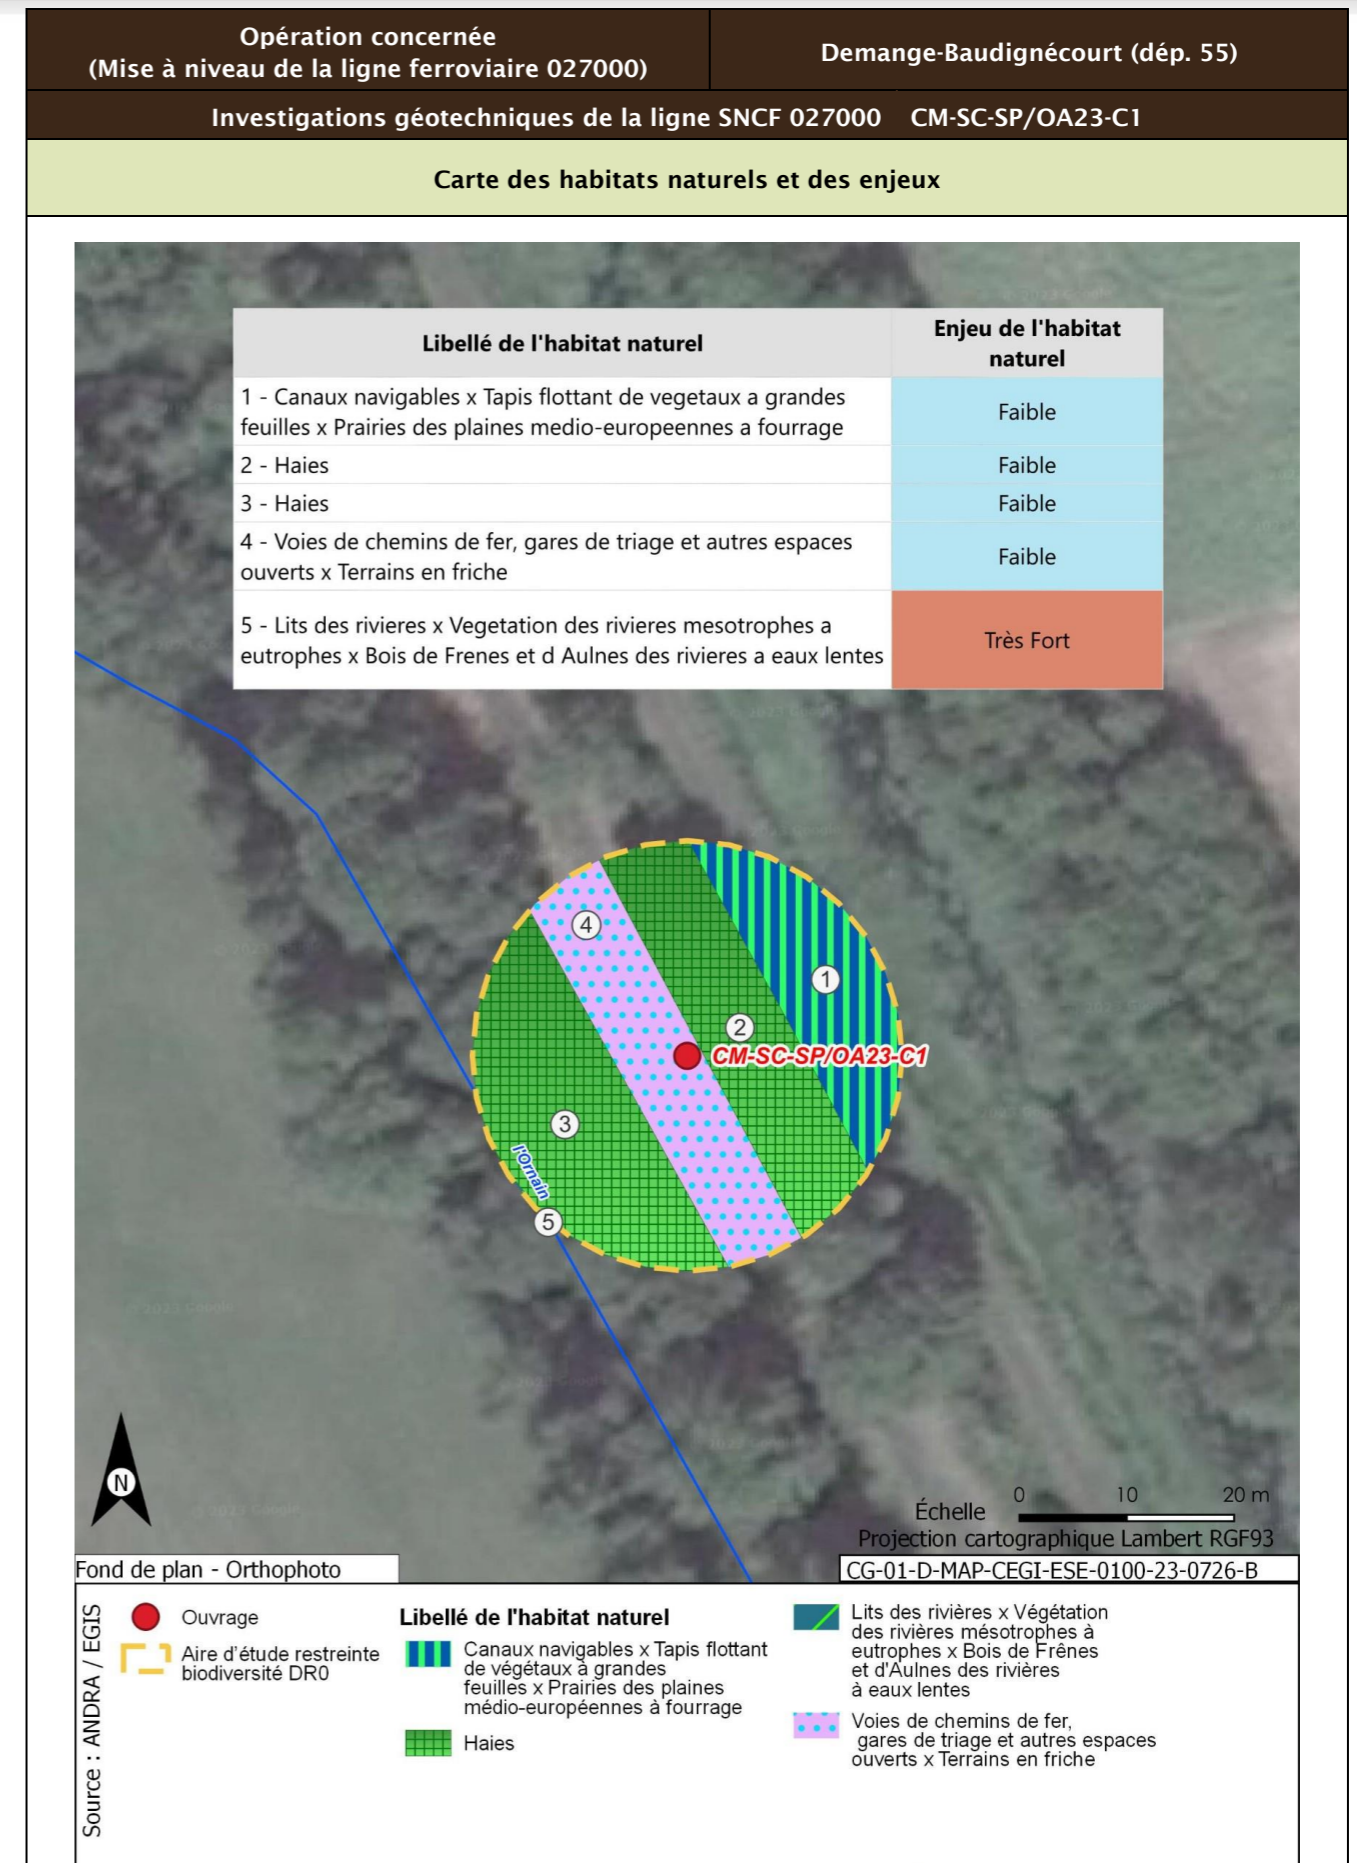 Opération concernée
(Mise à niveau de la ligne ferroviaire 027000)
Demange-Baudignécourt (dép. 55)
Investigations géotechniques de la ligne SNCF 027000 CM-SC-SP/OA23-C1
Carte des habitats naturels et des enjeux
Libellé de l'habitat naturel
Enjeu de l'habitat
naturel
1 - Canaux navigables x Tapis flottant de vegetaux a grandes
feuilles x Prairies des plaines medio-europeennes a fourrage
Faible
2 - Haies
Faible
3 - Haies
Faible
4 - Voies de chemins de fer, gares de triage et autres espaces
ouverts x Terrains en friche
Faible
5 - Lits des rivieres x Vegetation des rivieres mesotrophes a
eutrophes x Bois de Frenes et d Aulnes des rivieres a eaux lentes
Très Fort
4
1
2
CM-SC-SP/OA23-C1
3
l'Ornain
5
N
Échelle
0 10 20 m
Projection cartographique Lambert RGF93
Fond de plan - Orthophoto
CG-01-D-MAP-CEGI-ESE-0100-23-0726-B
Source : ANDRA / EGIS
Ouvrage
Aire d'étude restreinte
biodiversité DR0
Libellé de l'habitat naturel
Canaux navigables x Tapis flottant
de végétaux à grandes
feuilles x Prairies des plaines
médio-européennes à fourrage
Haies
Lits des rivières x Végétation
des rivières mésotrophes à
eutrophes x Bois de Frênes
et d'Aulnes des rivières
à eaux lentes
Voies de chemins de fer,
gares de triage et autres espaces
ouverts x Terrains en friche